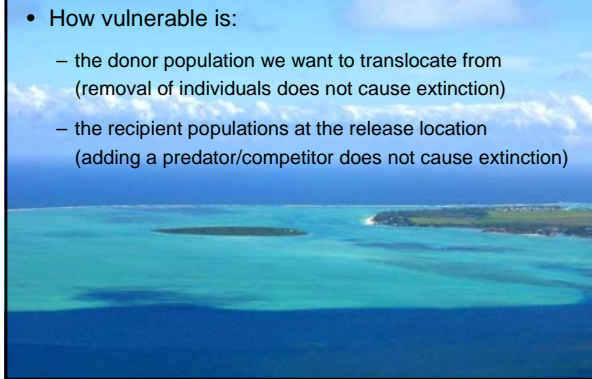 • How vulnerable is:
– the donor population we want to translocate from
(removal of individuals does not cause extinction)
– the recipient populations at the release location
(adding a predator/competitor does not cause extinction)